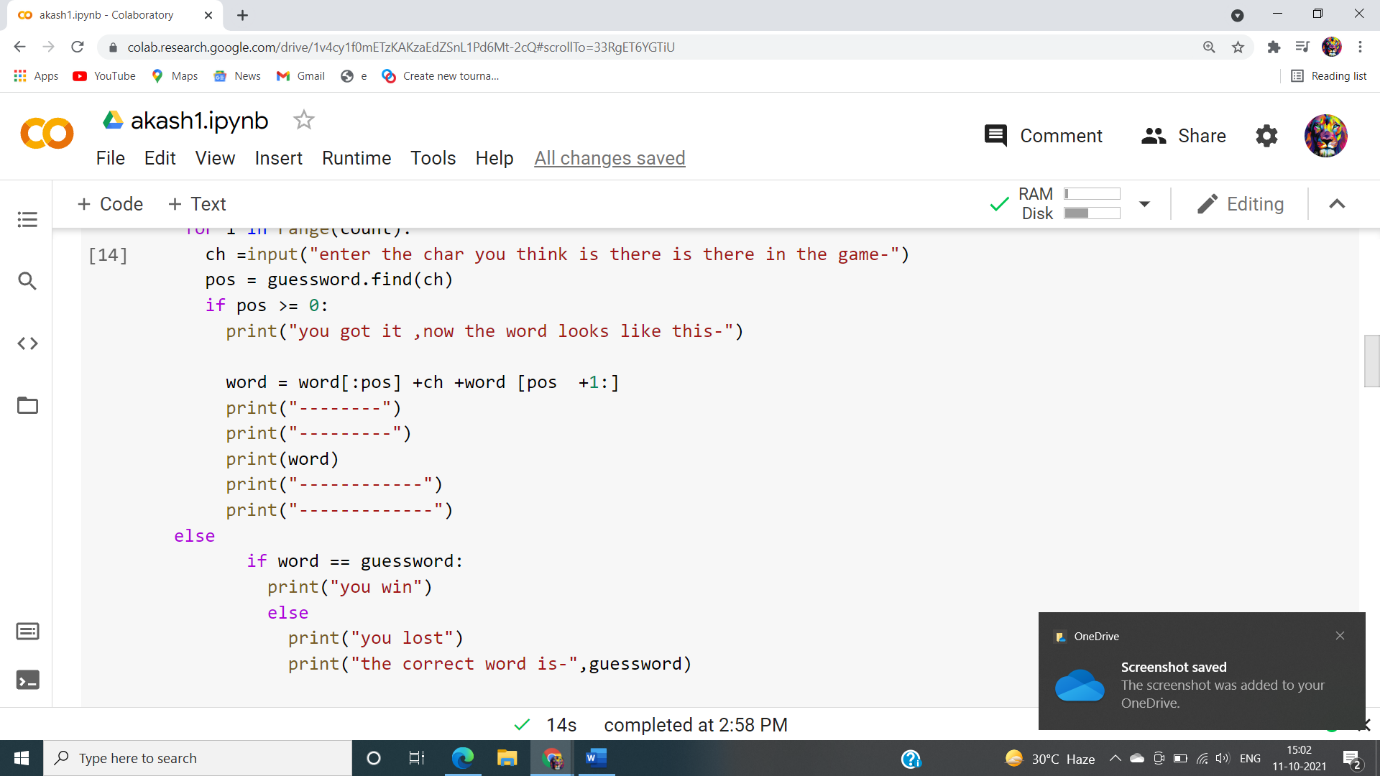 akash1.ipynb - Colaboratory
colab.research.google.com/drive/1v4cy1f0mETzKAKzaEdZSnL1Pd6Mt-2cQ#scrollTo=33RgET6YGTiU
Apps YouTube Maps News Gmail e Create new tourna... Reading list
akash1.ipynb
Comment Share
File Edit View Insert Runtime Tools Help All changes saved
+ Code + Text RAM Disk Editing
for i in range(count):
[14] ch =input("enter the char you think is there is there in the game-")
pos = guessword.find(ch)
if pos >= 0:
print("you got it ,now the word looks like this-")
word = word[:pos] +ch +word [pos  +1:]
print("--------")
print("---------")
print(word)
print("------------")
print("-------------")
else
if word == guessword:
print("you win")
else
print("you lost")
print("the correct word is-",guessword)
OneDrive
Screenshot saved
The screenshot was added to your
OneDrive.
14s completed at 2:58 PM
Type here to search
30°C Haze ENG 15:02
11-10-2021
2